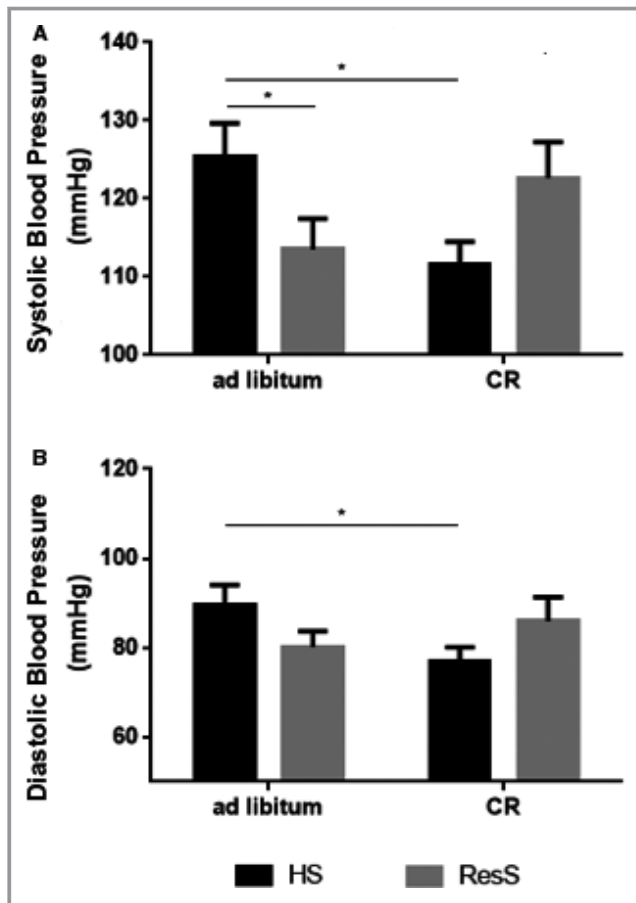 A
Systolic Blood Pressure
(mmHg)
140
130
120
110
100
*
*
ad libitum
CR
B
Diastolic Blood Pressure
(mmHg)
120
100
80
60
*
ad libitum
CR
HS
ResS